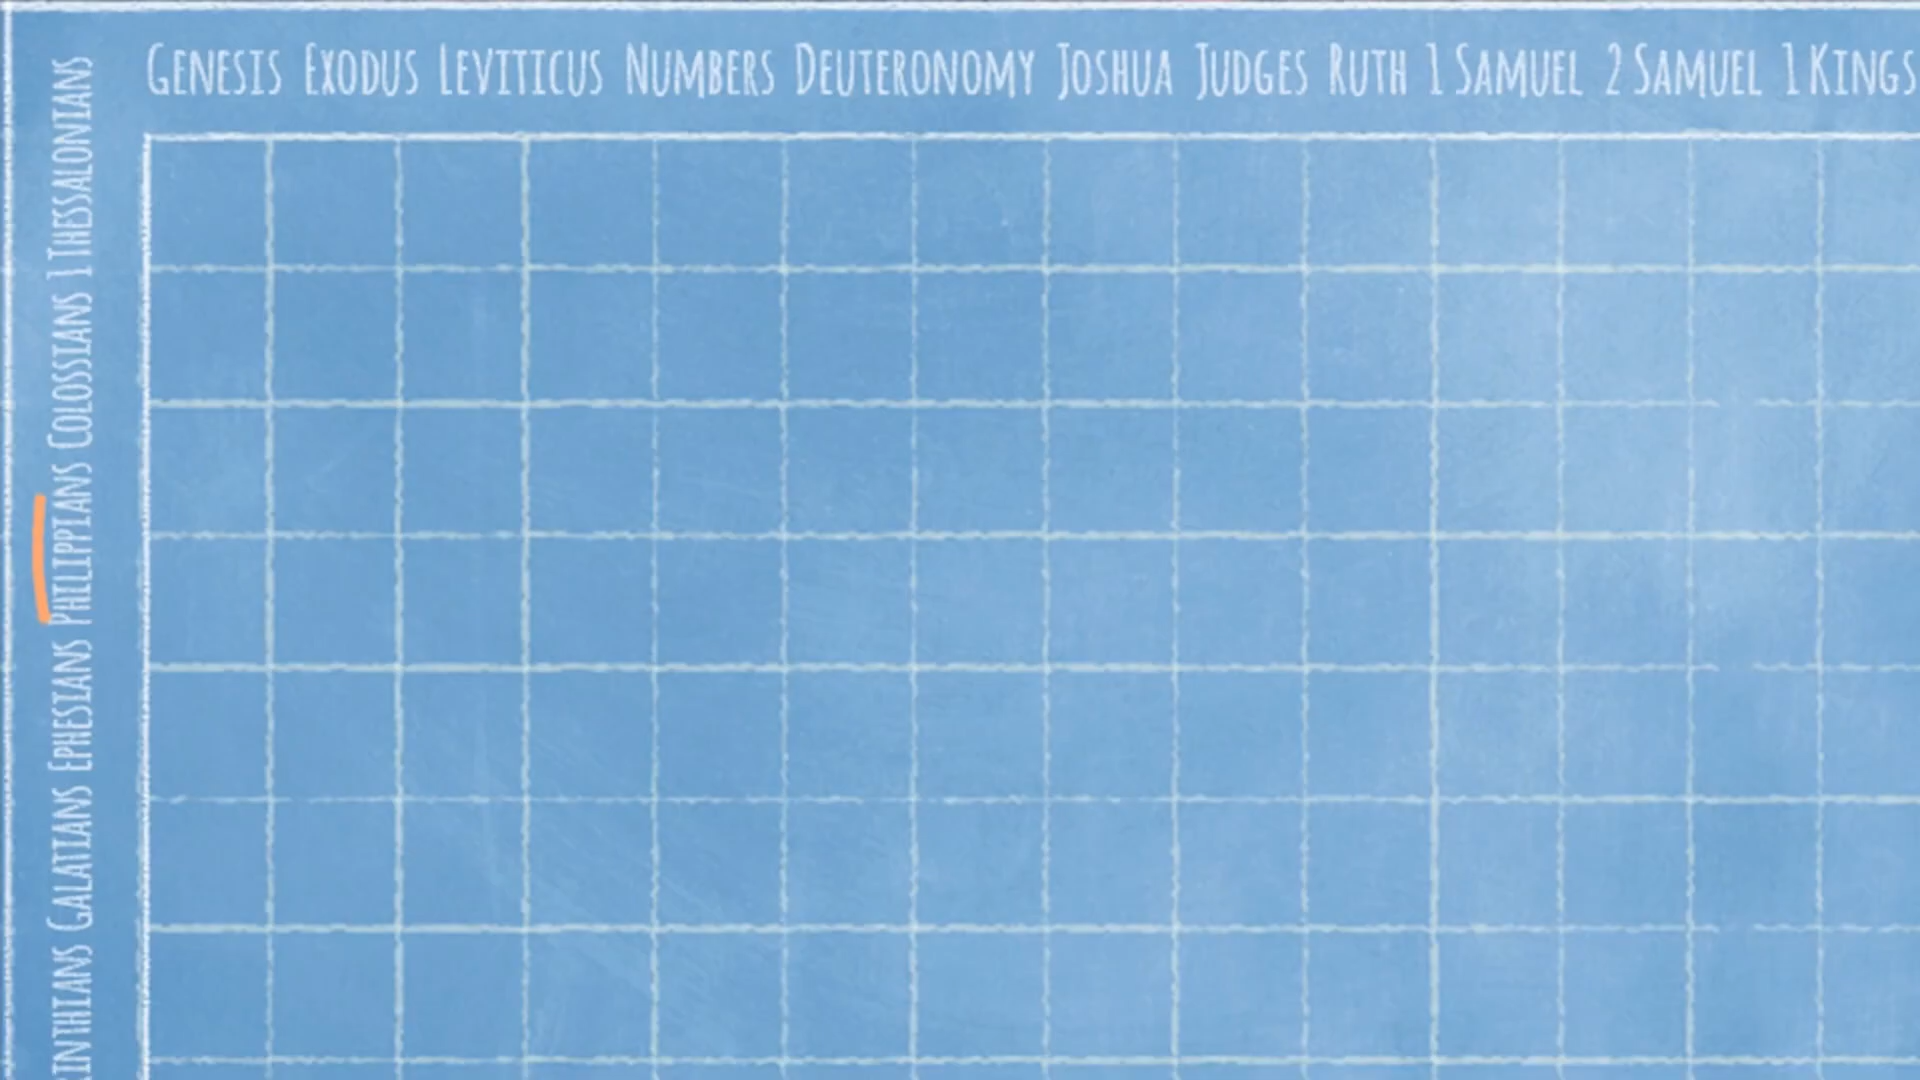 Genesis Exodus Leviticus Numbers Deuteronomy Joshua Judges Ruth 1 Samuel 2 Samuel 1 Kings
Galatians Ephesians Philippians Colossians 1 Thessalonians